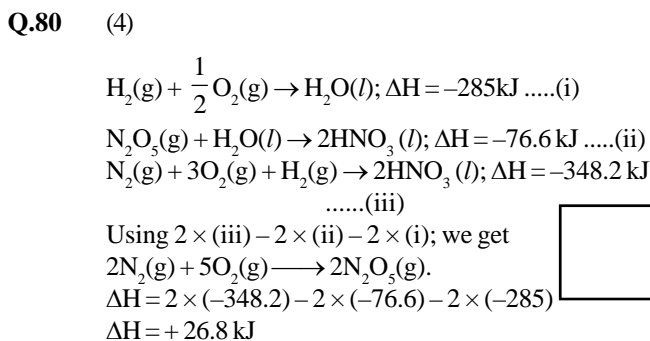 Q.80 (4)
H₂(g) + 1/2 O₂(g) → H₂O(l); ΔH = –285kJ .....(i)
N₂O₅(g) + H₂O(l) → 2HNO₃ (l); ΔH = –76.6 kJ .....(ii)
N₂(g) + 3O₂(g) + H₂(g) → 2HNO₃ (l); ΔH = –348.2 kJ
......(iii)
Using 2 × (iii) – 2 × (ii) – 2 × (i); we get
2N₂(g) + 5O₂(g) ⟶ 2N₂O₅(g).
ΔH = 2 × (–348.2) – 2 × (–76.6) – 2 × (–285)
ΔH = + 26.8 kJ